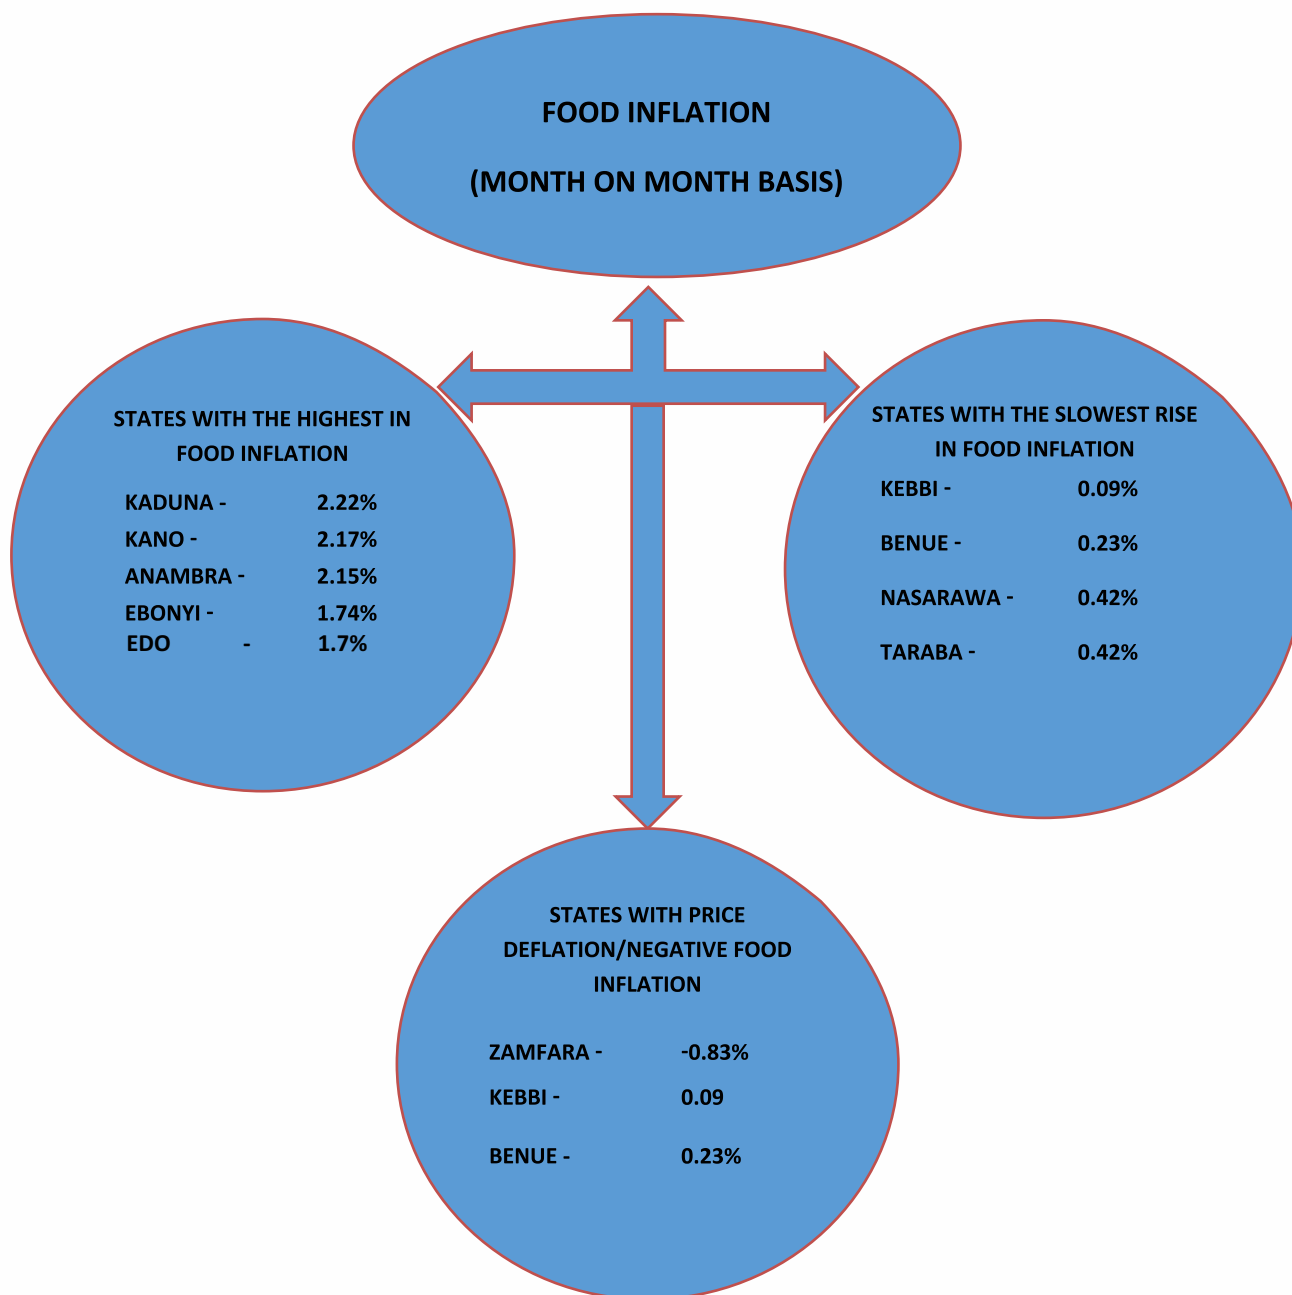 FOOD INFLATION
(MONTH ON MONTH BASIS)
STATES WITH THE HIGHEST IN
FOOD INFLATION
KADUNA - 2.22%
KANO - 2.17%
ANAMBRA - 2.15%
EBONYI - 1.74%
EDO - 1.7%
STATES WITH THE SLOWEST RISE
IN FOOD INFLATION
KEBBI - 0.09%
BENUE - 0.23%
NASARAWA - 0.42%
TARABA - 0.42%
STATES WITH PRICE
DEFLATION/NEGATIVE FOOD
INFLATION
ZAMFARA - -0.83%
KEBBI - 0.09
BENUE - 0.23%